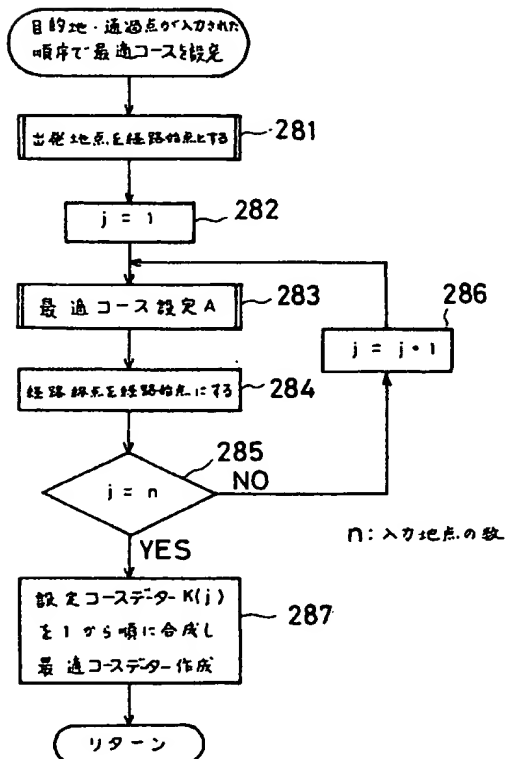 目的地・通過点が入力された
順序で最適コースを設定
出発地点を経路始点とする
281
j = 1
282
最適コース設定A
283
286
j = j+1
経路終点を経路始点にする
284
285
j = n
NO
n:入力地点の数
YES
設定コースデーターK(j)
を1から順に合成し
最適コースデーター作成
287
リターン